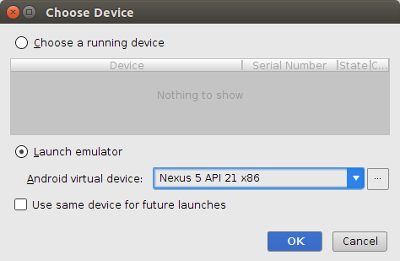 Choose Device
Choose a running device
Device Serial Number State C...
Nothing to show
Launch emulator
Android virtual device: Nexus 5 API 21 x86 ...
Use same device for future launches
OK Cancel